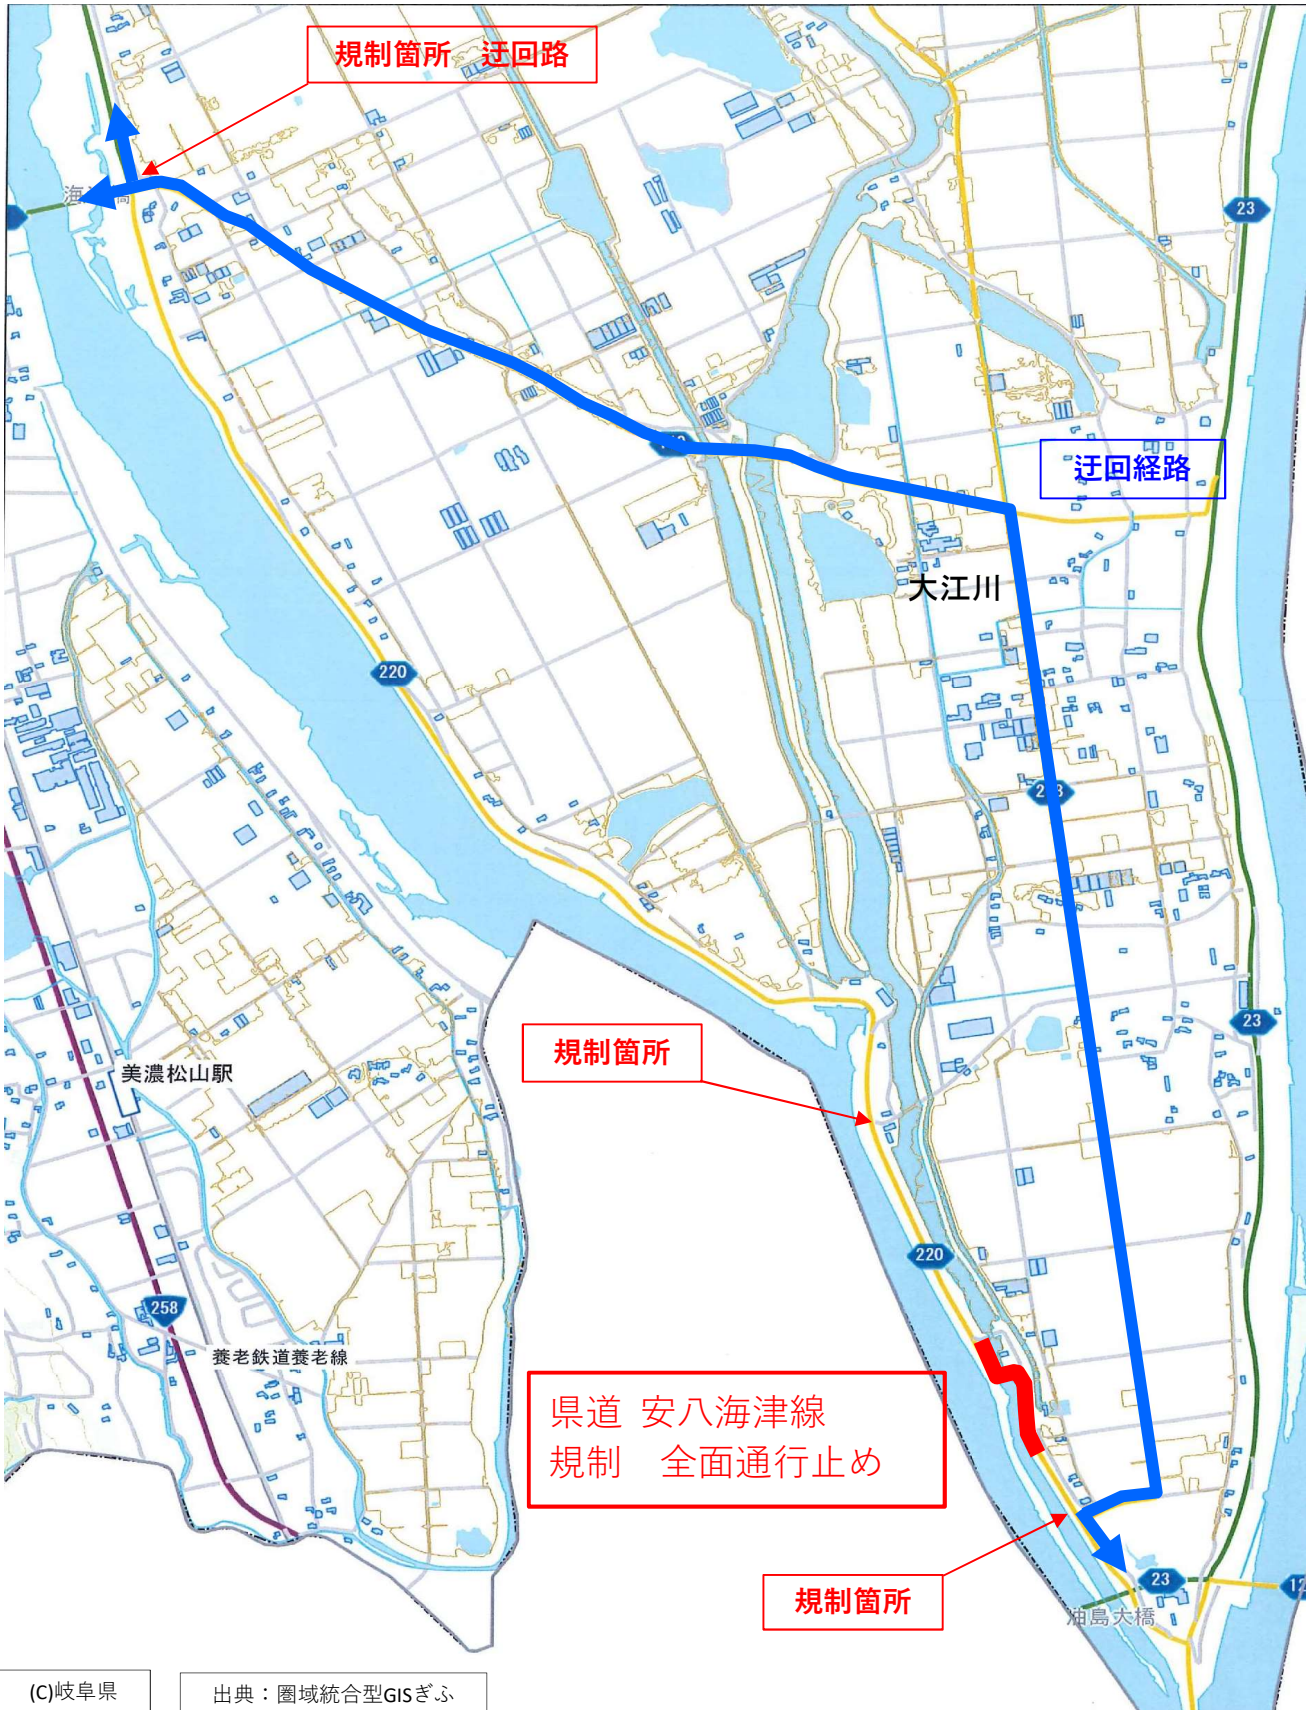 規制箇所　迂回路
23
迂回経路
大江川
220
23
規制箇所
美濃松山駅
220
258
養老鉄道養老線
県道 安八海津線
規制　全面通行止め
規制箇所
23
油島大橋
(C)岐阜県
出典：圏域統合型GISぎふ